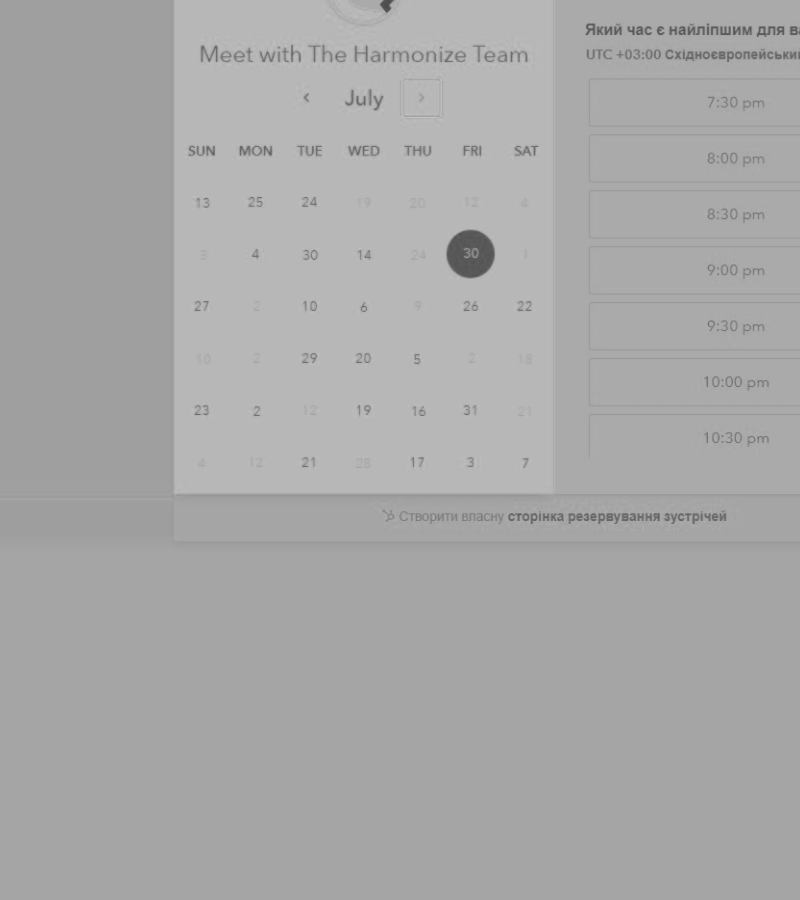 Meet with The Harmonize Team
July
SUN MON TUE WED THU FRI SAT
13 25 24 19 20 12 4
3 4 30 14 24 30 1
27 2 10 6 9 26 22
10 2 29 20 5 2 18
23 2 12 19 16 31 21
4 12 21 28 17 3 7
Який час є найліпшим для
UTC +03:00
7:30 pm
8:00 pm
8:30 pm
9:00 pm
9:30 pm
10:00 pm
10:30 pm
Створити власну сторінка резервування зустрічей